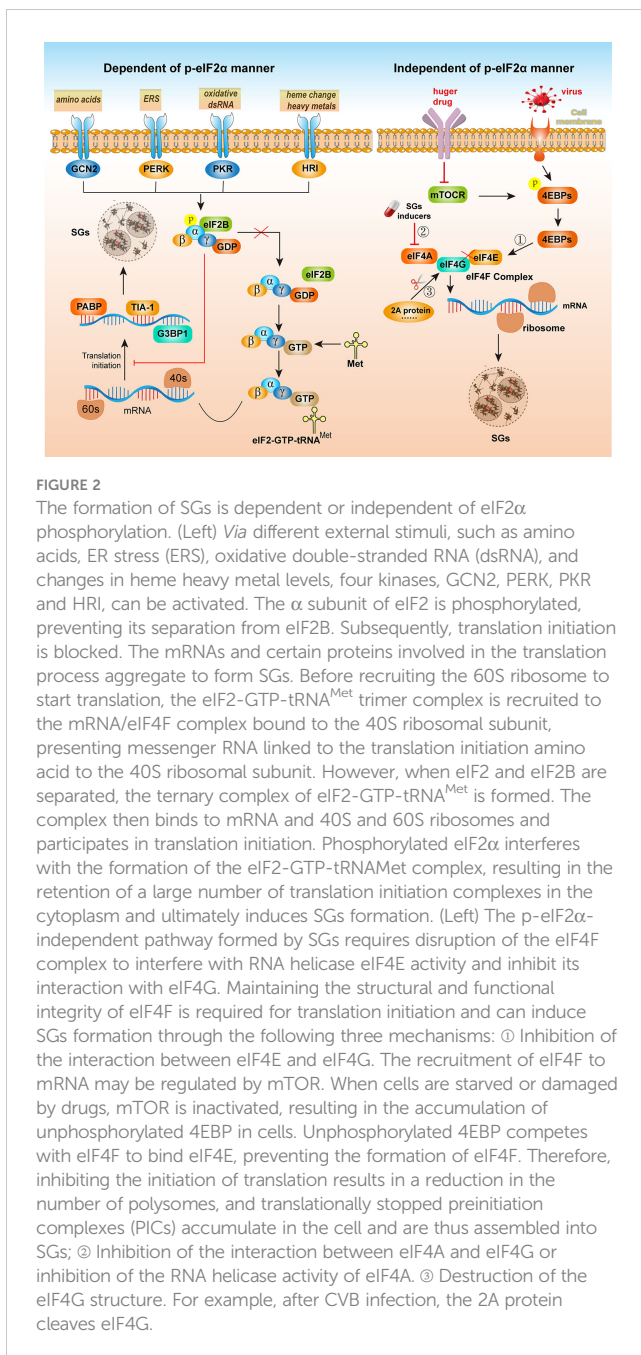 Dependent of p-eIF2α manner
Independent of p-eIF2α manner
amino acids
ERS
oxidative
dsRNA
heme change
heavy metals
huger
drug
virus
Cell
membrane
GCN2
PERK
PKR
HRI
mTOCR
P
4EBPs
SGs
inducers
②
4EBPs
①
eIF4A
eIF4G
eIF4E
eIF4F Complex
③
2A protein
......
mRNA
ribosome
SGs
SGs
P
eIF2B
α
β
γ
GDP
eIF2B
α
β
γ
GDP
PABP
TIA-1
G3BP1
Translation
initiation
α
β
γ
GTP
Met
40s
60s
mRNA
α
β
γ
GTP
eIF2-GTP-tRNA^Met
FIGURE 2
The formation of SGs is dependent or independent of eIF2α
phosphorylation. (Left) Via different external stimuli, such as amino
acids, ER stress (ERS), oxidative double-stranded RNA (dsRNA), and
changes in heme heavy metal levels, four kinases, GCN2, PERK, PKR
and HRI, can be activated. The α subunit of eIF2 is phosphorylated,
preventing its separation from eIF2B. Subsequently, translation initiation
is blocked. The mRNAs and certain proteins involved in the translation
process aggregate to form SGs. Before recruiting the 60S ribosome to
start translation, the eIF2-GTP-tRNA^Met trimer complex is recruited to
the mRNA/eIF4F complex bound to the 40S ribosomal subunit,
presenting messenger RNA linked to the translation initiation amino
acid to the 40S ribosomal subunit. However, when eIF2 and eIF2B are
separated, the ternary complex of eIF2-GTP-tRNA^Met is formed. The
complex then binds to mRNA and 40S and 60S ribosomes and
participates in translation initiation. Phosphorylated eIF2α interferes
with the formation of the eIF2-GTP-tRNAMet complex, resulting in the
retention of a large number of translation initiation complexes in the
cytoplasm and ultimately induces SGs formation. (Left) The p-eIF2α-
independent pathway formed by SGs requires disruption of the eIF4F
complex to interfere with RNA helicase eIF4E activity and inhibit its
interaction with eIF4G. Maintaining the structural and functional
integrity of eIF4F is required for translation initiation and can induce
SGs formation through the following three mechanisms: ① Inhibition of
the interaction between eIF4E and eIF4G. The recruitment of eIF4F to
mRNA may be regulated by mTOR. When cells are starved or damaged
by drugs, mTOR is inactivated, resulting in the accumulation of
unphosphorylated 4EBP in cells. Unphosphorylated 4EBP competes
with eIF4F to bind eIF4E, preventing the formation of eIF4F. Therefore,
inhibiting the initiation of translation results in a reduction in the
number of polysomes, and translationally stopped preinitiation
complexes (PICs) accumulate in the cell and are thus assembled into
SGs; ② Inhibition of the interaction between eIF4A and eIF4G or
inhibition of the RNA helicase activity of eIF4A. ③ Destruction of the
eIF4G structure. For example, after CVB infection, the 2A protein
cleaves eIF4G.